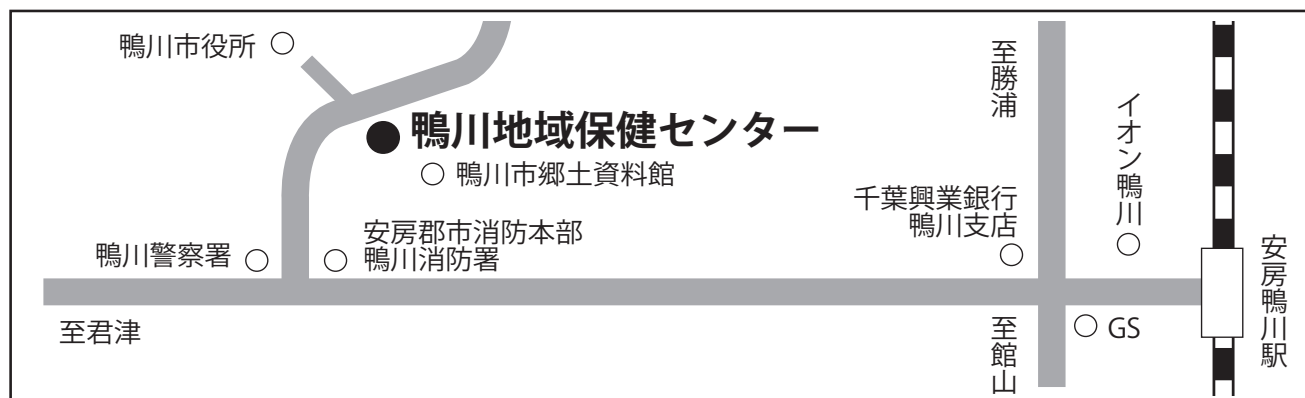 鴨川市役所
鴨川地域保健センター
鴨川市郷土資料館
鴨川警察署
安房郡市消防本部
鴨川消防署
至君津
至勝浦
千葉興業銀行
鴨川支店
イオン鴨川
至館山
GS
安房鴨川駅